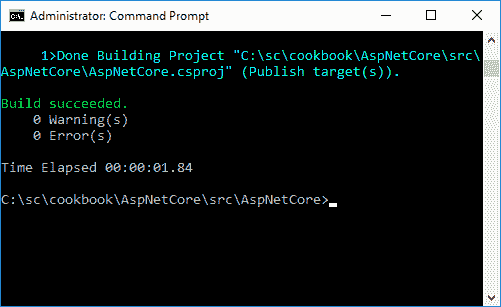 Administrator: Command Prompt
1>Done Building Project "C:\sc\cookbook\AspNetCore\src\
AspNetCore\AspNetCore.csproj" (Publish target(s)).
Build succeeded.
0 Warning(s)
0 Error(s)
Time Elapsed 00:00:01.84
C:\sc\cookbook\AspNetCore\src\AspNetCore>